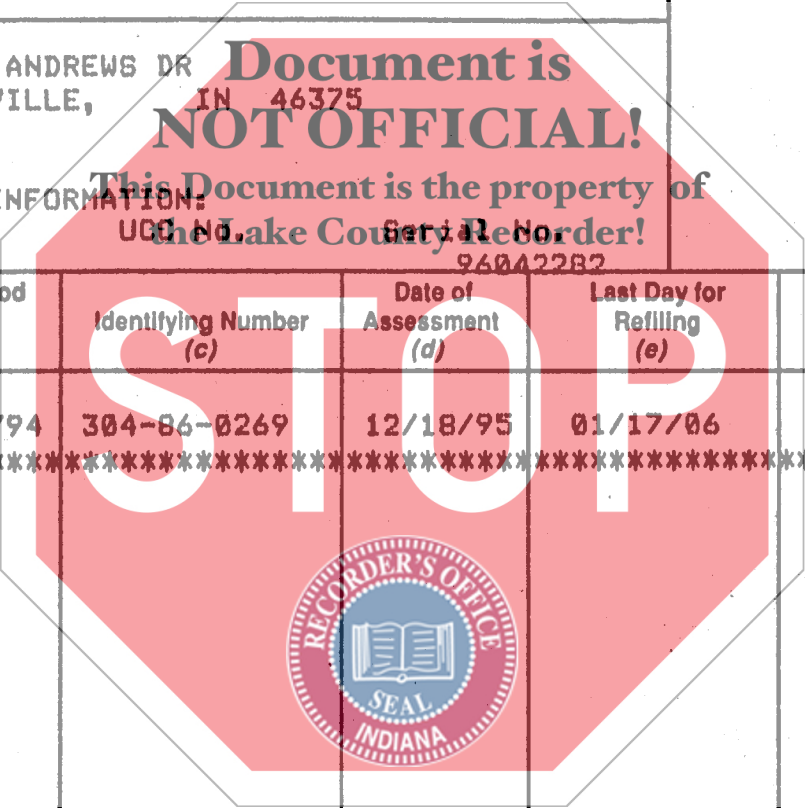 ANDREWS DR
VILLE, IN 46375
Document is
NOT OFFICIAL!
This Document is the property of
the Lake County Recorder!
NFORMATION:
UCC No. Serial No.
96042282
od Identifying Number (c) Date of Assessment (d) Last Day for Refiling (e)
/94 304-86-0269 12/18/95 01/17/06
*******************************************
STOP
RECORDER'S OFFICE
SEAL
INDIANA